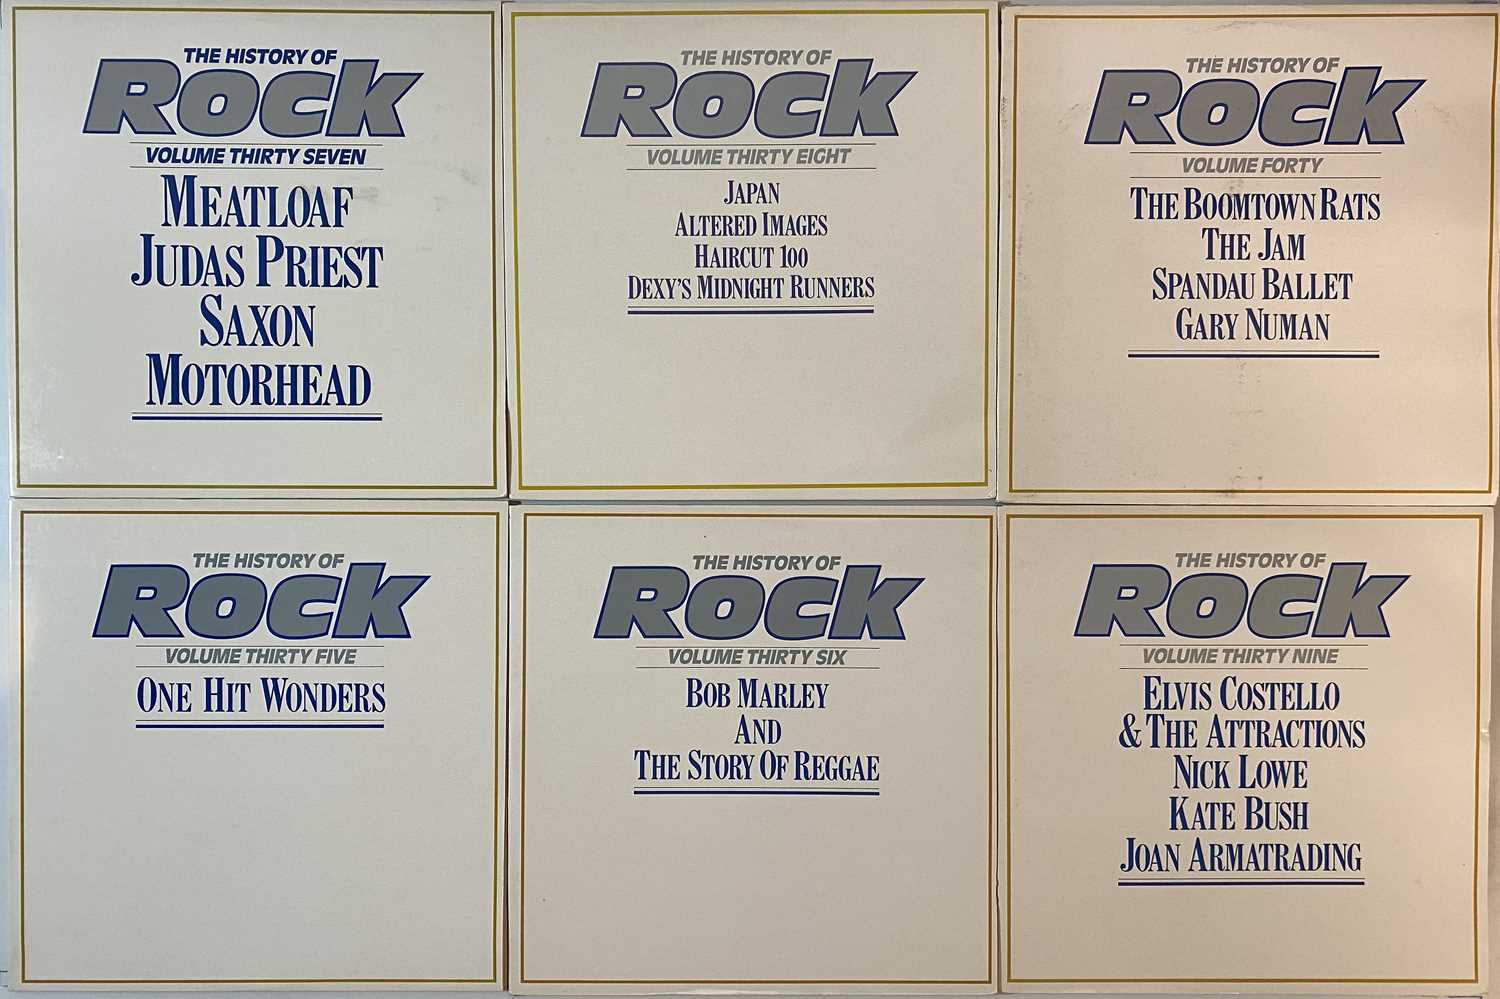 THE HISTORY OF
ROCK
VOLUME THIRTY SEVEN
MEATLOAF
JUDAS PRIEST
SAXON
MOTORHEAD
THE HISTORY OF
ROCK
VOLUME THIRTY EIGHT
JAPAN
ALTERED IMAGES
HAIRCUT 100
DEXY'S MIDNIGHT RUNNERS
THE HISTORY OF
ROCK
VOLUME FORTY
THE BOOMTOWN RATS
THE JAM
SPANDAU BALLET
GARY NUMAN
THE HISTORY OF
ROCK
VOLUME THIRTY FIVE
ONE HIT WONDERS
THE HISTORY OF
ROCK
VOLUME THIRTY SIX
BOB MARLEY
AND
THE STORY OF REGGAE
THE HISTORY OF
ROCK
VOLUME THIRTY NINE
ELVIS COSTELLO
& THE ATTRACTIONS
NICK LOWE
KATE BUSH
JOAN ARMATRADING